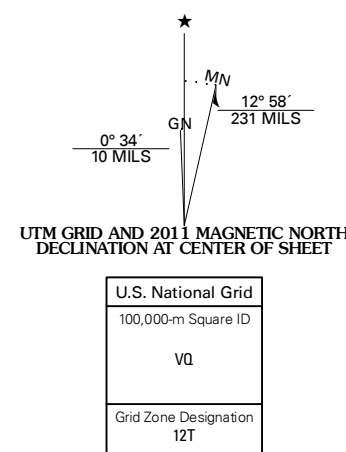 ★
MN
12° 58´
231 MILS
GN
0° 34´
10 MILS
UTM GRID AND 2011 MAGNETIC NORTH
DECLINATION AT CENTER OF SHEET
U.S. National Grid
100,000-m Square ID
VQ
Grid Zone Designation
12T